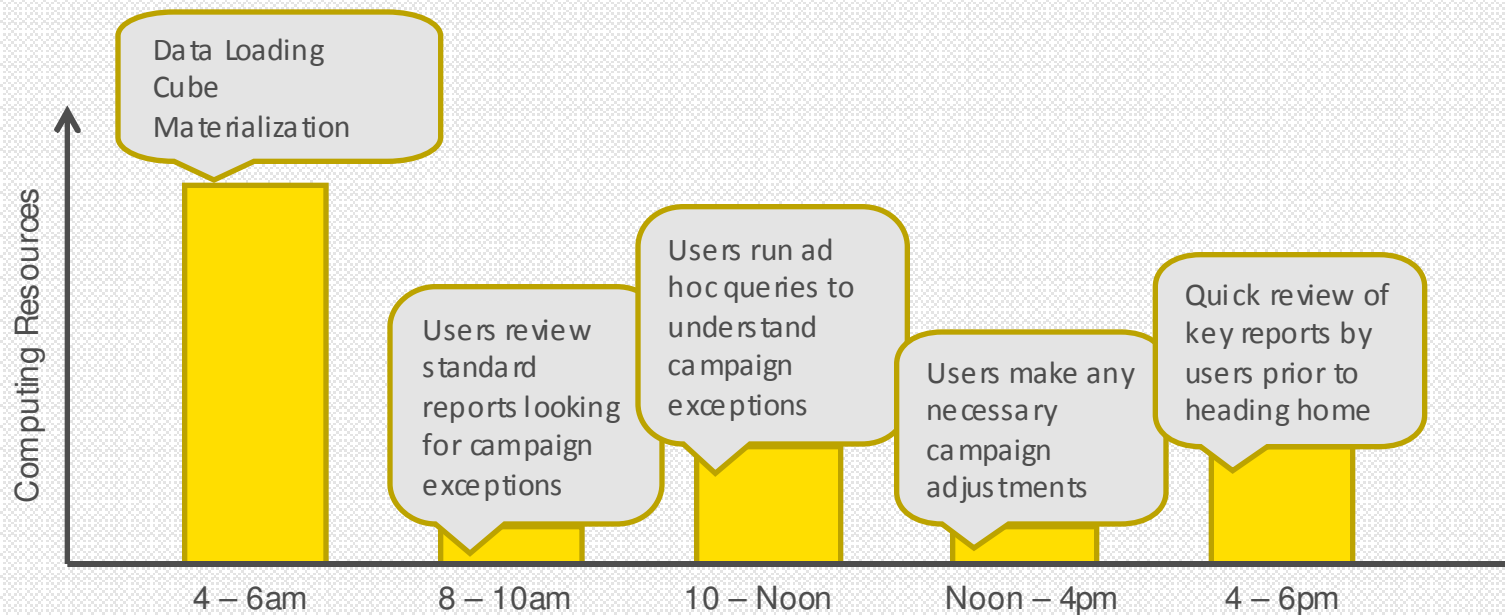 Data Loading
Cube
Materialization
Computing Resources
Users review
standard
reports looking
for campaign
exceptions
Users run ad
hoc queries to
understand
campaign
exceptions
Users make any
necessary
campaign
adjustments
Quick review of
key reports by
users prior to
heading home
4 – 6am
8 – 10am
10 – Noon
Noon – 4pm
4 – 6pm